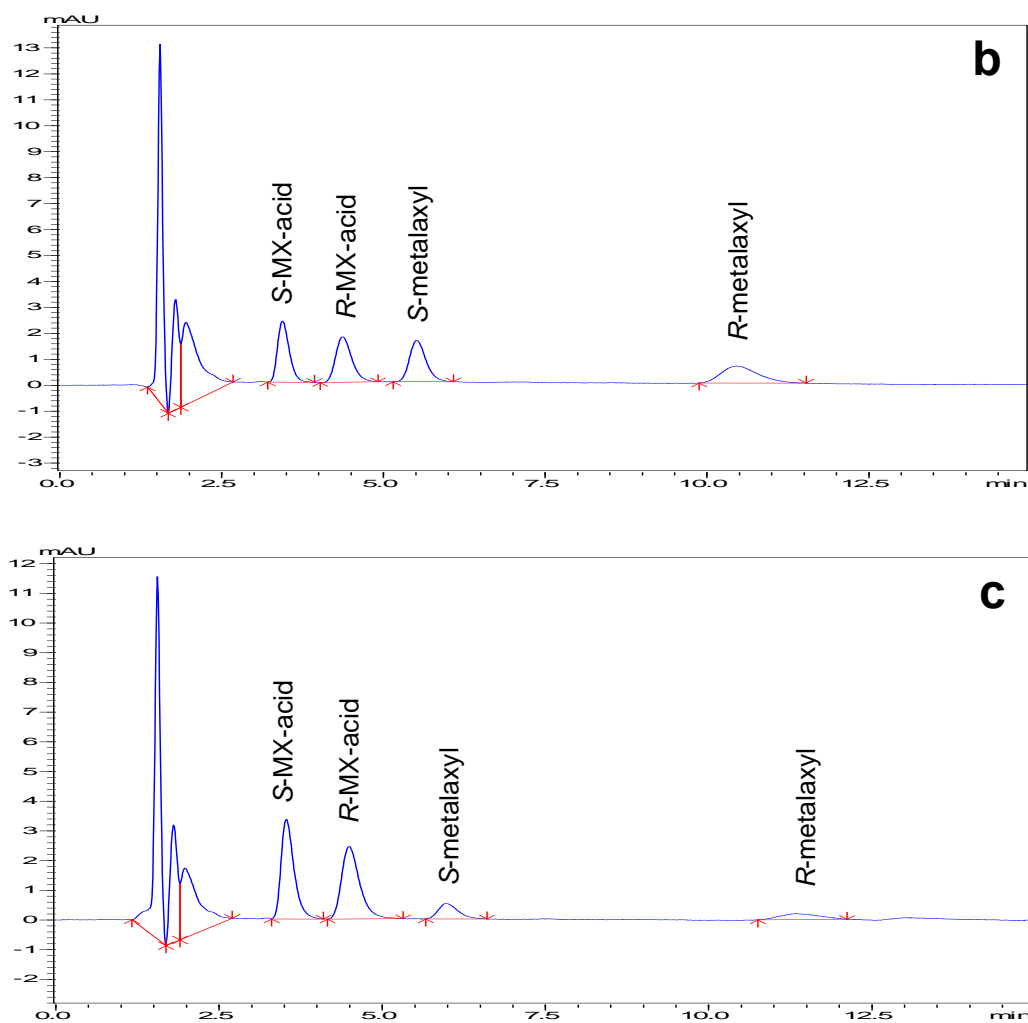 mAU
b
13
12
11
10
9
8
7
6
5
4
3
2
1
0
-1
-2
-3
S-MX-acid
R-MX-acid
S-metalaxyl
R-metalaxyl
0.0 2.5 5.0 7.5 10.0 12.5 min
mAU
c
12
11
10
9
8
7
6
5
4
3
2
1
0
-1
-2
S-MX-acid
R-MX-acid
S-metalaxyl
R-metalaxyl
0.0 2.5 5.0 7.5 10.0 12.5 min